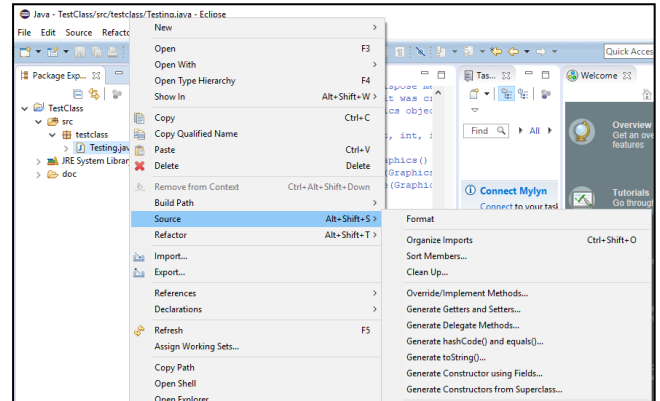 Java - TestClass/src/testclass/Testing.java - Eclipse
File Edit Source Refacto
Quick Acces
Package Exp...
TestClass
src
testclass
Testing.jav
JRE System Librar
doc
New
Open F3
Open With
Open Type Hierarchy F4
Show In Alt+Shift+W
Copy Ctrl+C
Copy Qualified Name
Paste Ctrl+V
Delete Delete
Remove from Context Ctrl+Alt+Shift+Down
Build Path
Source Alt+Shift+S
Refactor Alt+Shift+T
Import...
Export...
References
Declarations
Refresh F5
Assign Working Sets...
Copy Path
Open Shell
Open Explorer
t was cr
ics objec
, int, i
aphics()
(Graphics
e(Graphic
Tas...
Find All
Connect Mylyn
Connect to your task
Welcome
Overview
Get an ove
features
Tutorials
Go through
Format
Organize Imports Ctrl+Shift+O
Sort Members...
Clean Up...
Override/Implement Methods...
Generate Getters and Setters...
Generate Delegate Methods...
Generate hashCode() and equals()...
Generate toString()...
Generate Constructor using Fields...
Generate Constructors from Superclass...